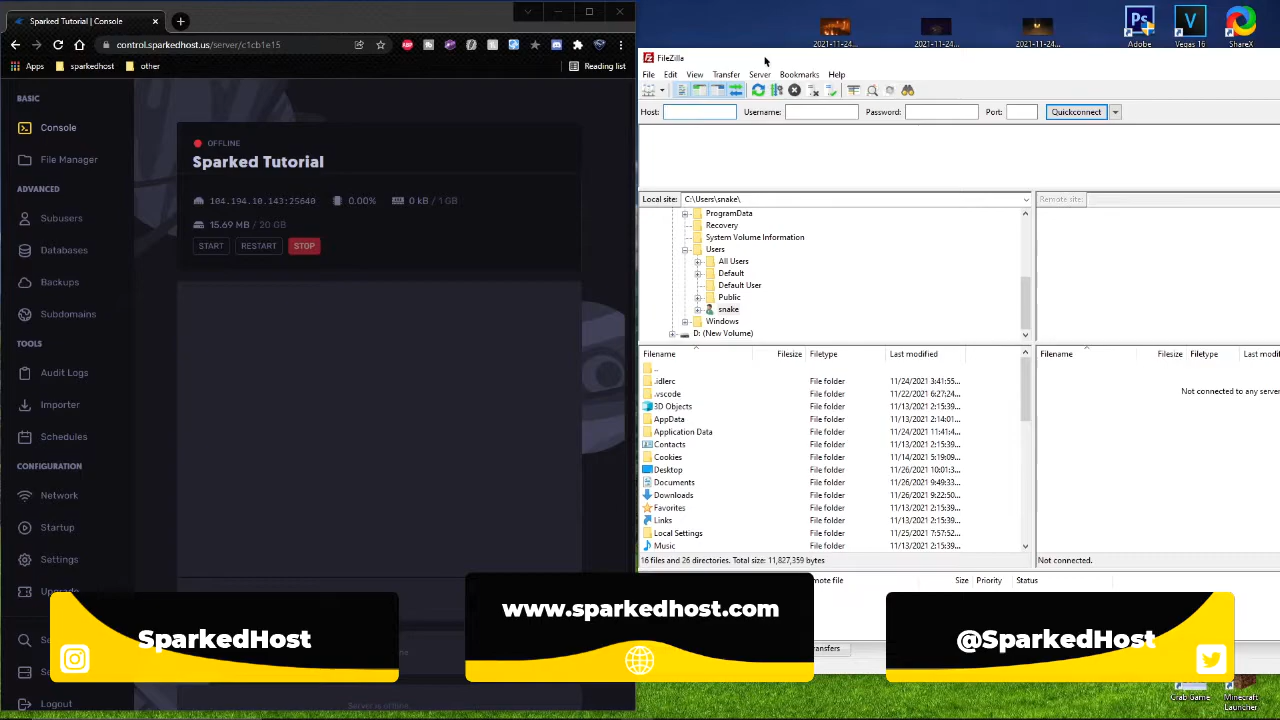 Sparked Tutorial | Console
control.sparkedhost.us/server/c1cb1e15
Apps
sparkedhost
other
Reading list
BASIC
Console
File Manager
ADVANCED
Subusers
Databases
Backups
Subdomains
TOOLS
Audit Logs
Importer
Schedules
CONFIGURATION
Network
Startup
Settings
Logout
OFFLINE
Sparked Tutorial
104.194.10.143:25640
0.00%
0 kB / 1 GB
15.69 MB / 20 GB
START
RESTART
STOP
Server is offline.
2021-11-24...
2021-11-24...
2021-11-24...
Adobe
Vegas 16
ShareX
FileZilla
File Edit View Transfer Server Bookmarks Help
Host: Username: Password: Port: Quickconnect
Local site: C:\Users\snake\
Remote site:
ProgramData
Recovery
System Volume Information
Users
All Users
Default
Default User
Public
snake
Windows
D: (New Volume)
Filename Filesize Filetype Last modified
..
.idlerc File folder 11/24/2021 3:41:55...
.vscode File folder 11/22/2021 6:27:24...
3D Objects File folder 11/13/2021 2:15:39...
AppData File folder 11/13/2021 2:14:01...
Application Data File folder 11/24/2021 11:41:4...
Contacts File folder 11/13/2021 2:15:39...
Cookies File folder 11/14/2021 5:19:09...
Desktop File folder 11/26/2021 10:01:3...
Documents File folder 11/26/2021 9:49:33...
Downloads File folder 11/26/2021 9:22:50...
Favorites File folder 11/13/2021 2:15:39...
Links File folder 11/13/2021 2:15:39...
Local Settings File folder 11/25/2021 7:57:52...
Music File folder 11/13/2021 2:15:39...
16 files and 26 directories. Total size: 11,827,359 bytes
Filename Filesize Filetype Last modifi
Not connected to any server
Not connected.
mote file Size Priority Status
SparkedHost
www.sparkedhost.com
@SparkedHost
Grab Game
Minecraft
Launcher